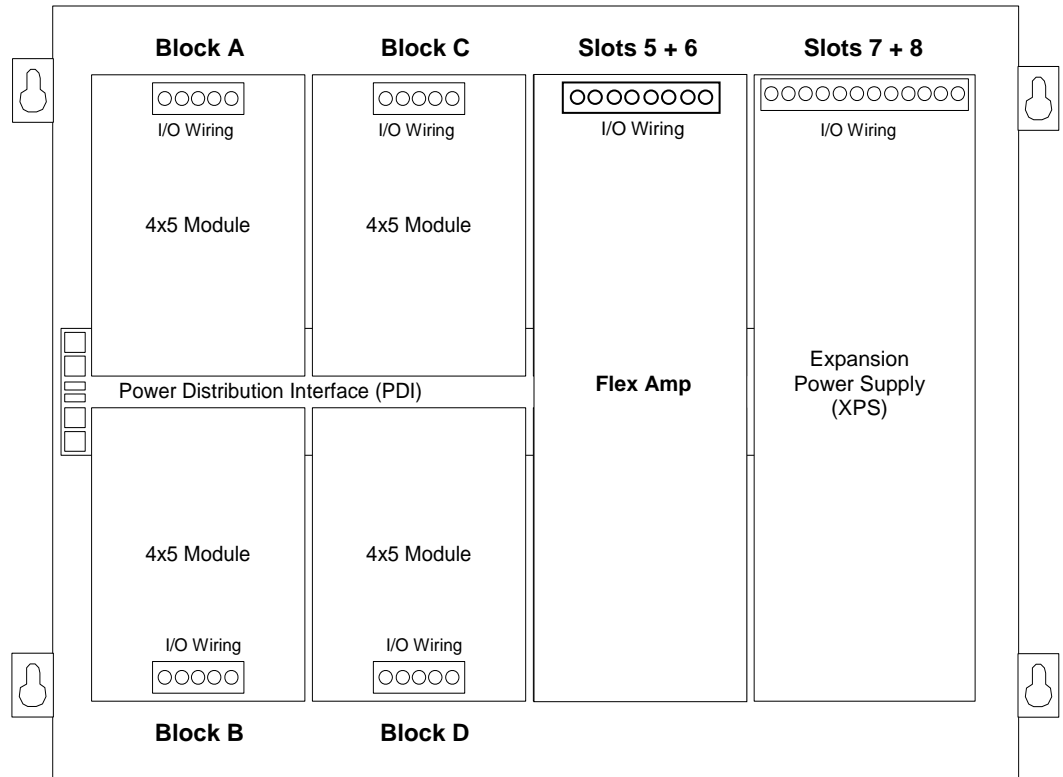 Block A
Block C
Slots 5 + 6
Slots 7 + 8
I/O Wiring
I/O Wiring
I/O Wiring
I/O Wiring
4x5 Module
4x5 Module
Power Distribution Interface (PDI)
Flex Amp
Expansion
Power Supply
(XPS)
4x5 Module
4x5 Module
I/O Wiring
I/O Wiring
Block B
Block D